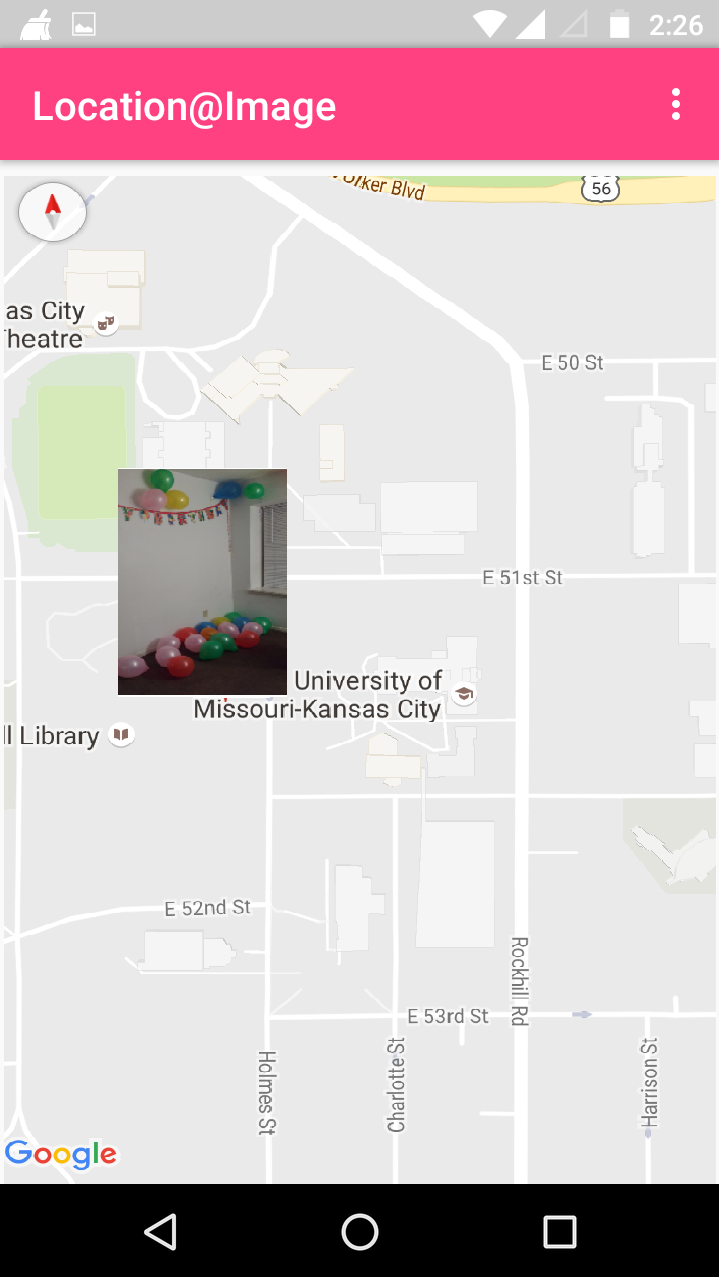 2:26
Location@Image
Blvd
56
as City
Theatre
E 50 St
E 51st St
University of
Missouri-Kansas City
ll Library
E 52nd St
Rockhill Rd
E 53rd St
Holmes St
Charlotte St
Harrison St
Google